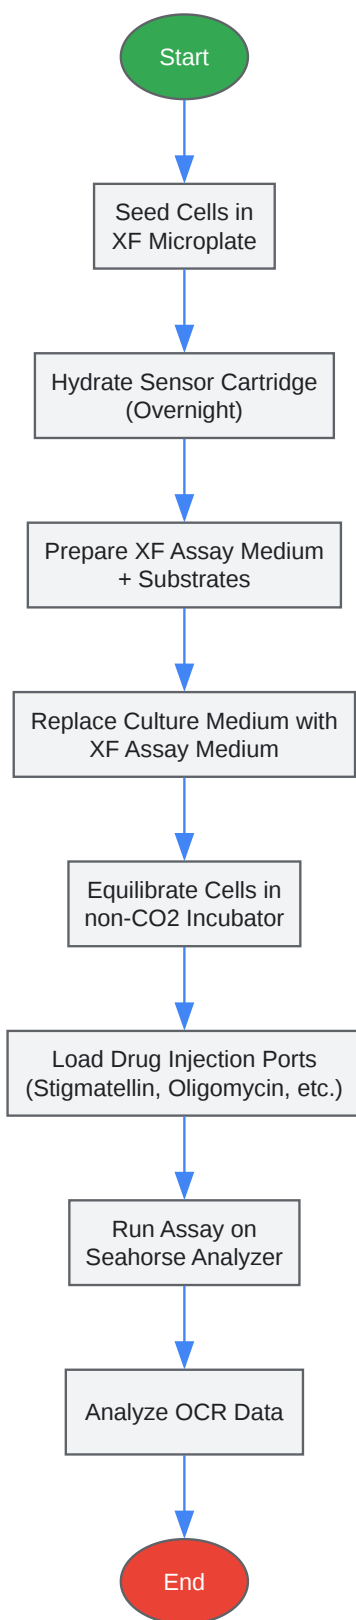 Start
Seed Cells in
XF Microplate
Hydrate Sensor Cartridge
(Overnight)
Prepare XF Assay Medium
+ Substrates
Replace Culture Medium with
XF Assay Medium
Equilibrate Cells in
non-CO2 Incubator
Load Drug Injection Ports
(Stigmatellin, Oligomycin, etc.)
Run Assay on
Seahorse Analyzer
Analyze OCR Data
End